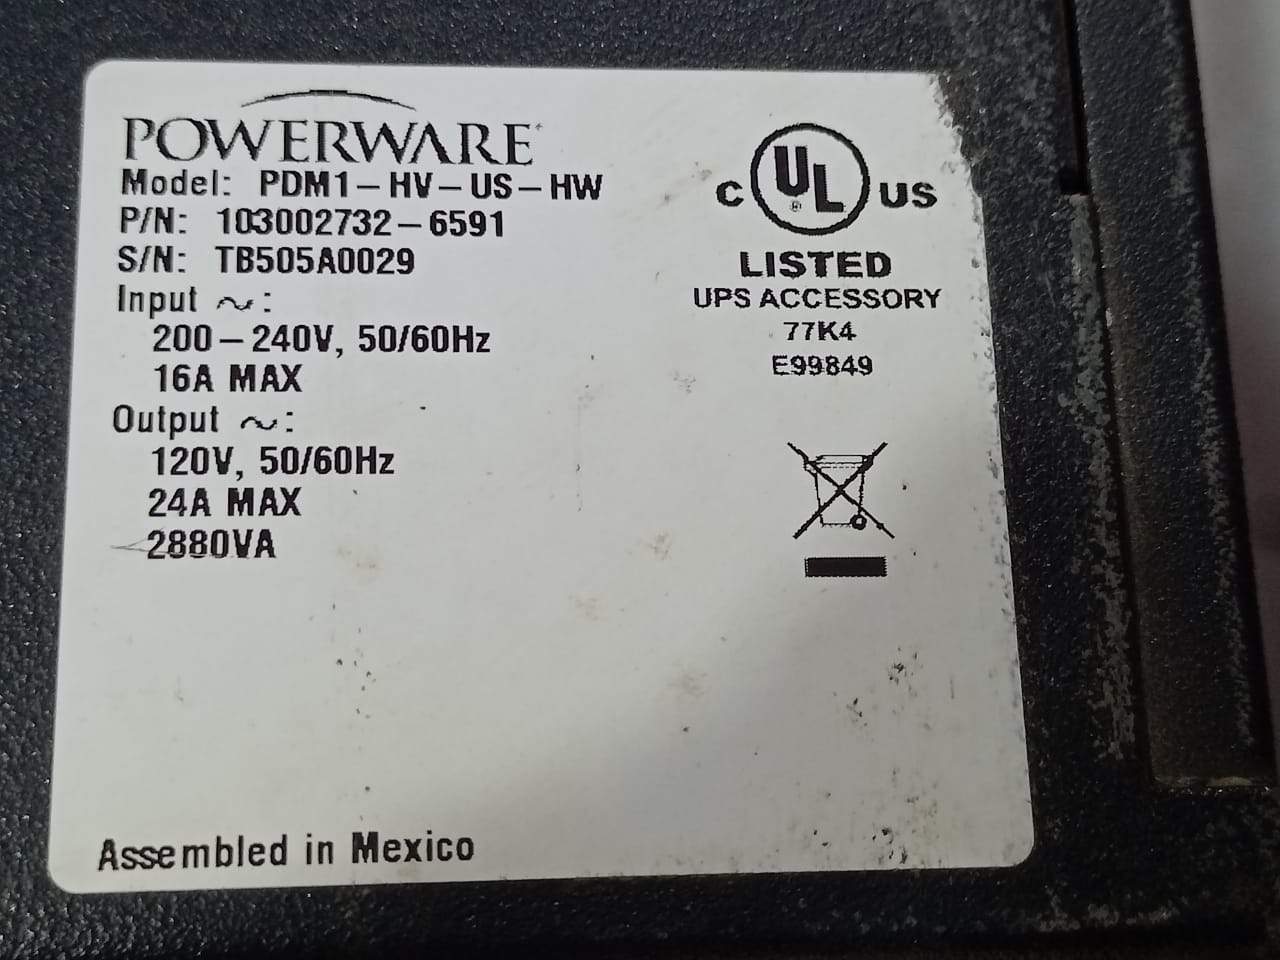 POWERWARE
Model: PDM1-HV-US-HW
P/N: 103002732-6591
S/N: TB505A0029
Input ~:
200-240V, 50/60Hz
16A MAX
Output ~:
120V, 50/60Hz
24A MAX
2880VA
C UL ® US
LISTED
UPS ACCESSORY
77K4
E99849
Assembled in Mexico